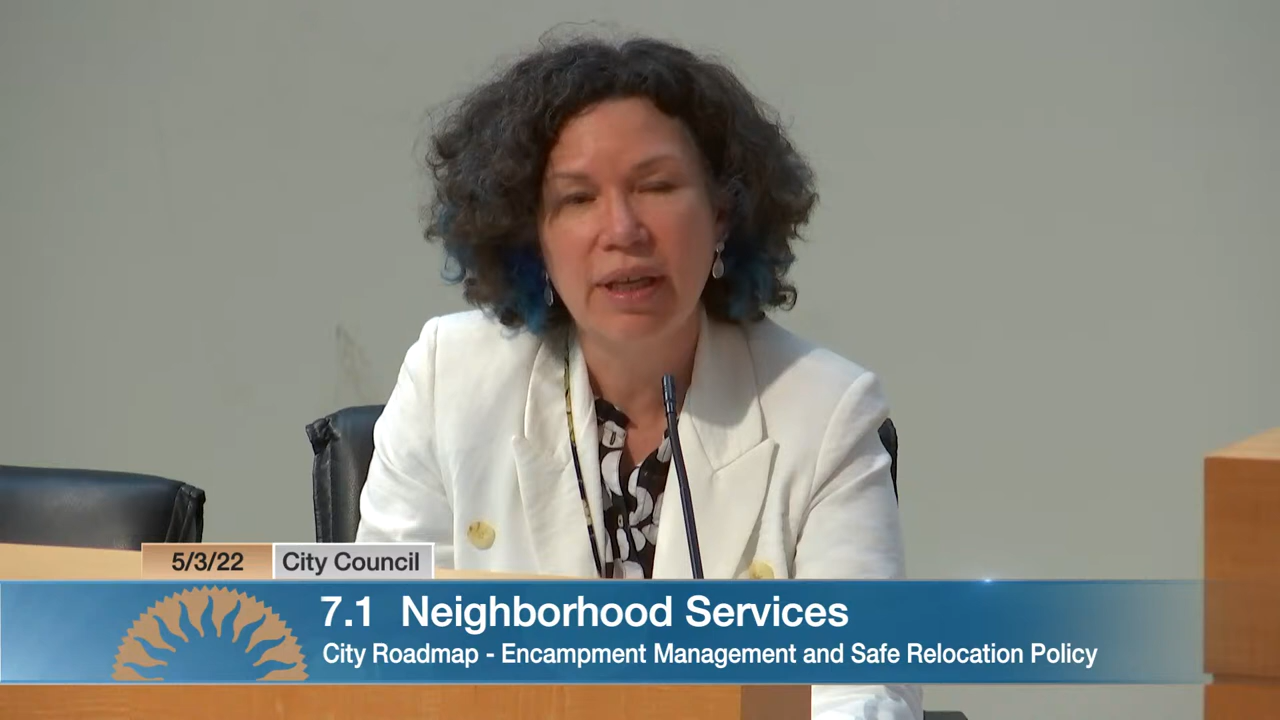 5/3/22 City Council
7.1 Neighborhood Services
City Roadmap - Encampment Management and Safe Relocation Policy